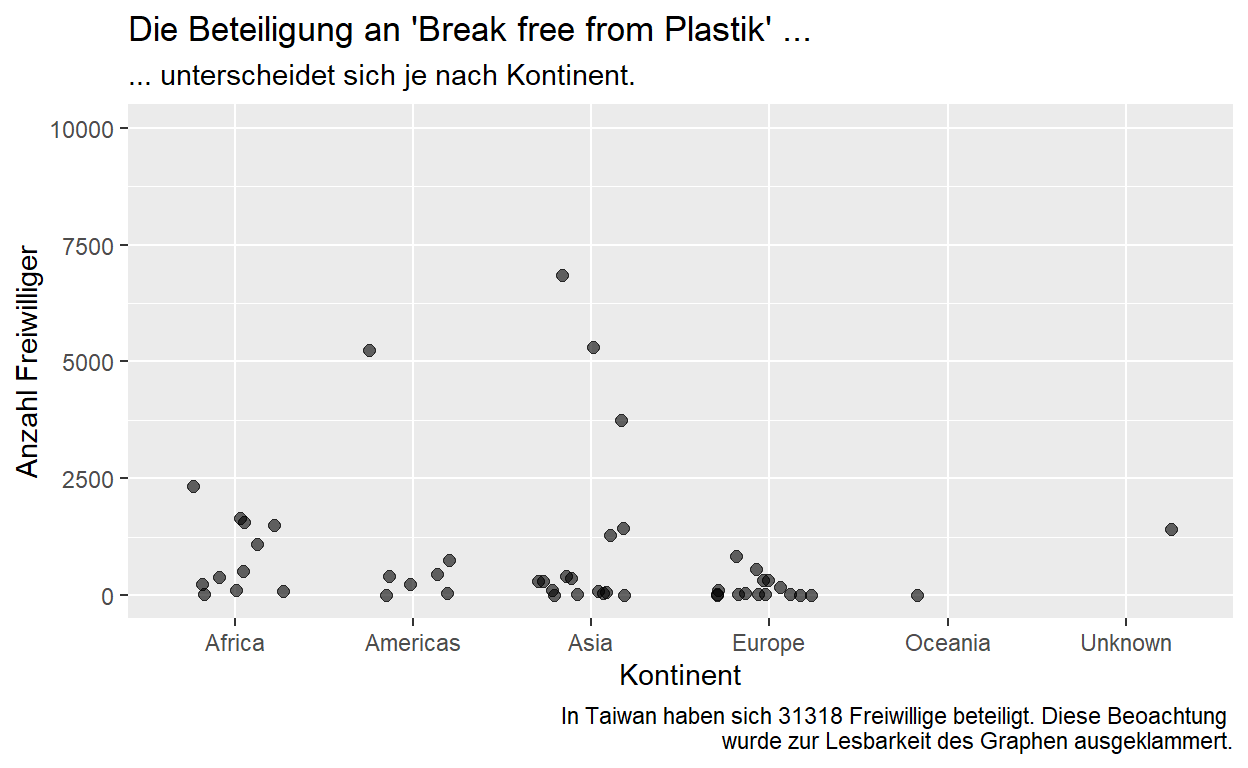 Die Beteiligung an 'Break free from Plastik' ...
... unterscheidet sich je nach Kontinent.
10000
7500
5000
2500
0
Anzahl Freiwilliger
Africa
Americas
Asia
Europe
Oceania
Unknown
Kontinent
In Taiwan haben sich 31318 Freiwillige beteiligt. Diese Beoachtung
wurde zur Lesbarkeit des Graphen ausgeklammert.